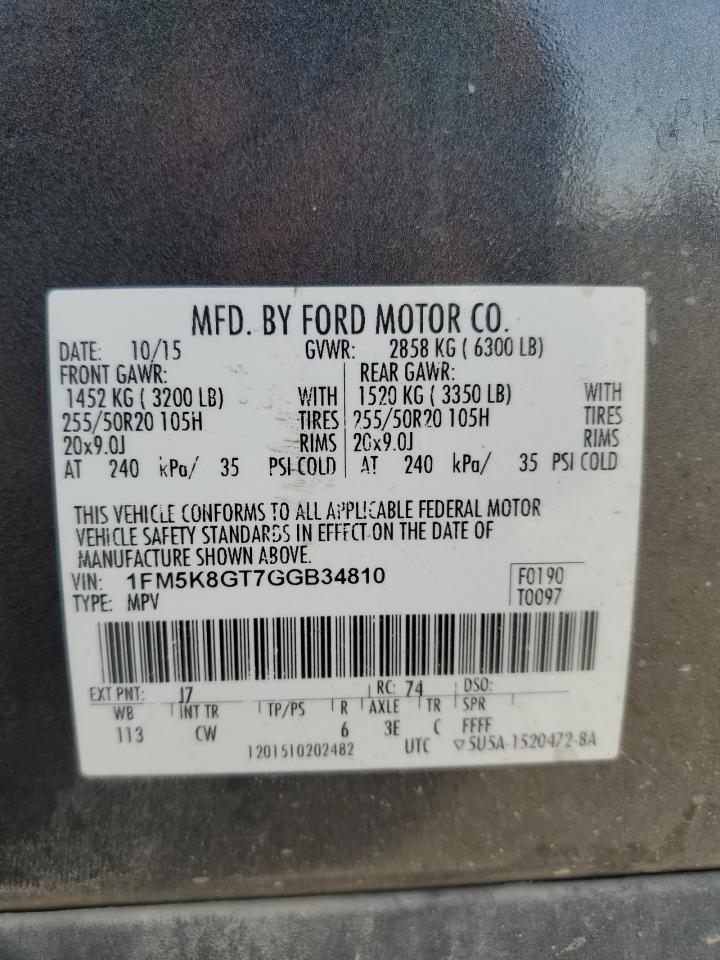 MFD. BY FORD MOTOR CO.
DATE: 10/15 GVWR: 2858 KG ( 6300 LB)
FRONT GAWR: REAR GAWR:
1452 KG ( 3200 LB) WITH 1520 KG ( 3350 LB) WITH
255/50R20 105H TIRES 255/50R20 105H TIRES
20x9.0J RIMS 20x9.0J RIMS
AT 240 kPa/ 35 PSI COLD AT 240 kPa/ 35 PSI COLD
THIS VEHICLE CONFORMS TO ALL APPLICABLE FEDERAL MOTOR
VEHICLE SAFETY STANDARDS IN EFFECT ON THE DATE OF
MANUFACTURE SHOWN ABOVE.
VIN: 1FM5K8GT7GGB34810 F0190
TYPE: MPV T0097
EXT PNT: J7 RC: 74 DSO:
WB INT TR TP/PS R AXLE TR SPR
113 CW 6 3E C FFFF
1201510202482 UTC ▽5U5A-1520472-BA